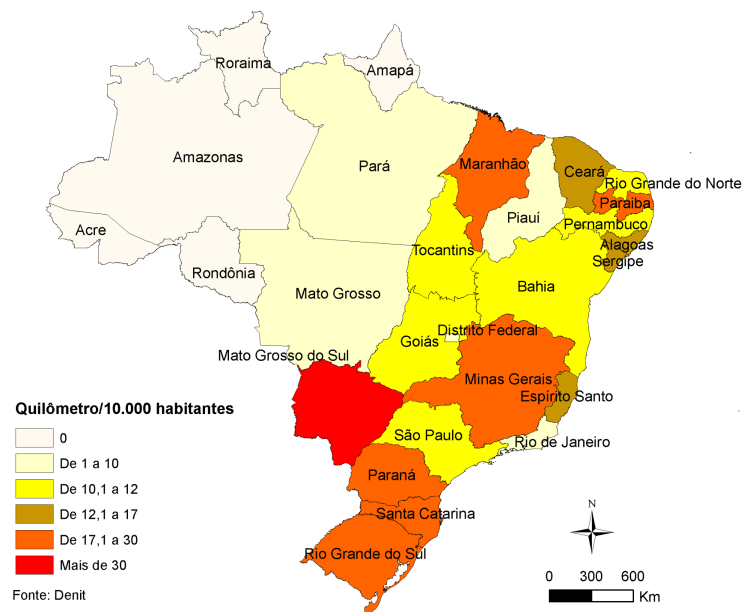 Roraima
Amapá
Amazonas
Pará
Maranhão
Ceará
Rio Grande do Norte
Paraiba
Piauí
Pernambuco
Acre
Alagoas
Tocantins
Sergipe
Rondônia
Bahia
Mato Grosso
Distrito Federal
Goiás
Mato Grosso do Sul
Minas Gerais
Espírito Santo
São Paulo
Rio de Janeiro
Paraná
Santa Catarina
Rio Grande do Sul
Quilômetro/10.000 habitantes
0
De 1 a 10
De 10,1 a 12
De 12,1 a 17
De 17,1 a 30
Mais de 30
Fonte: Denit
N
0 300 600
Km